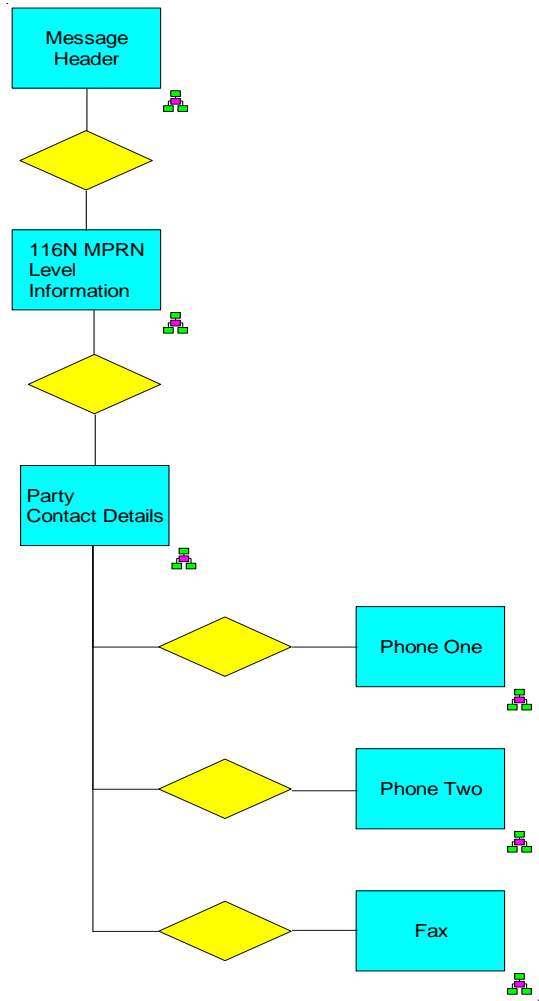 Message
Header
116N MPRN
Level
Information
Party
Contact Details
Phone One
Phone Two
Fax